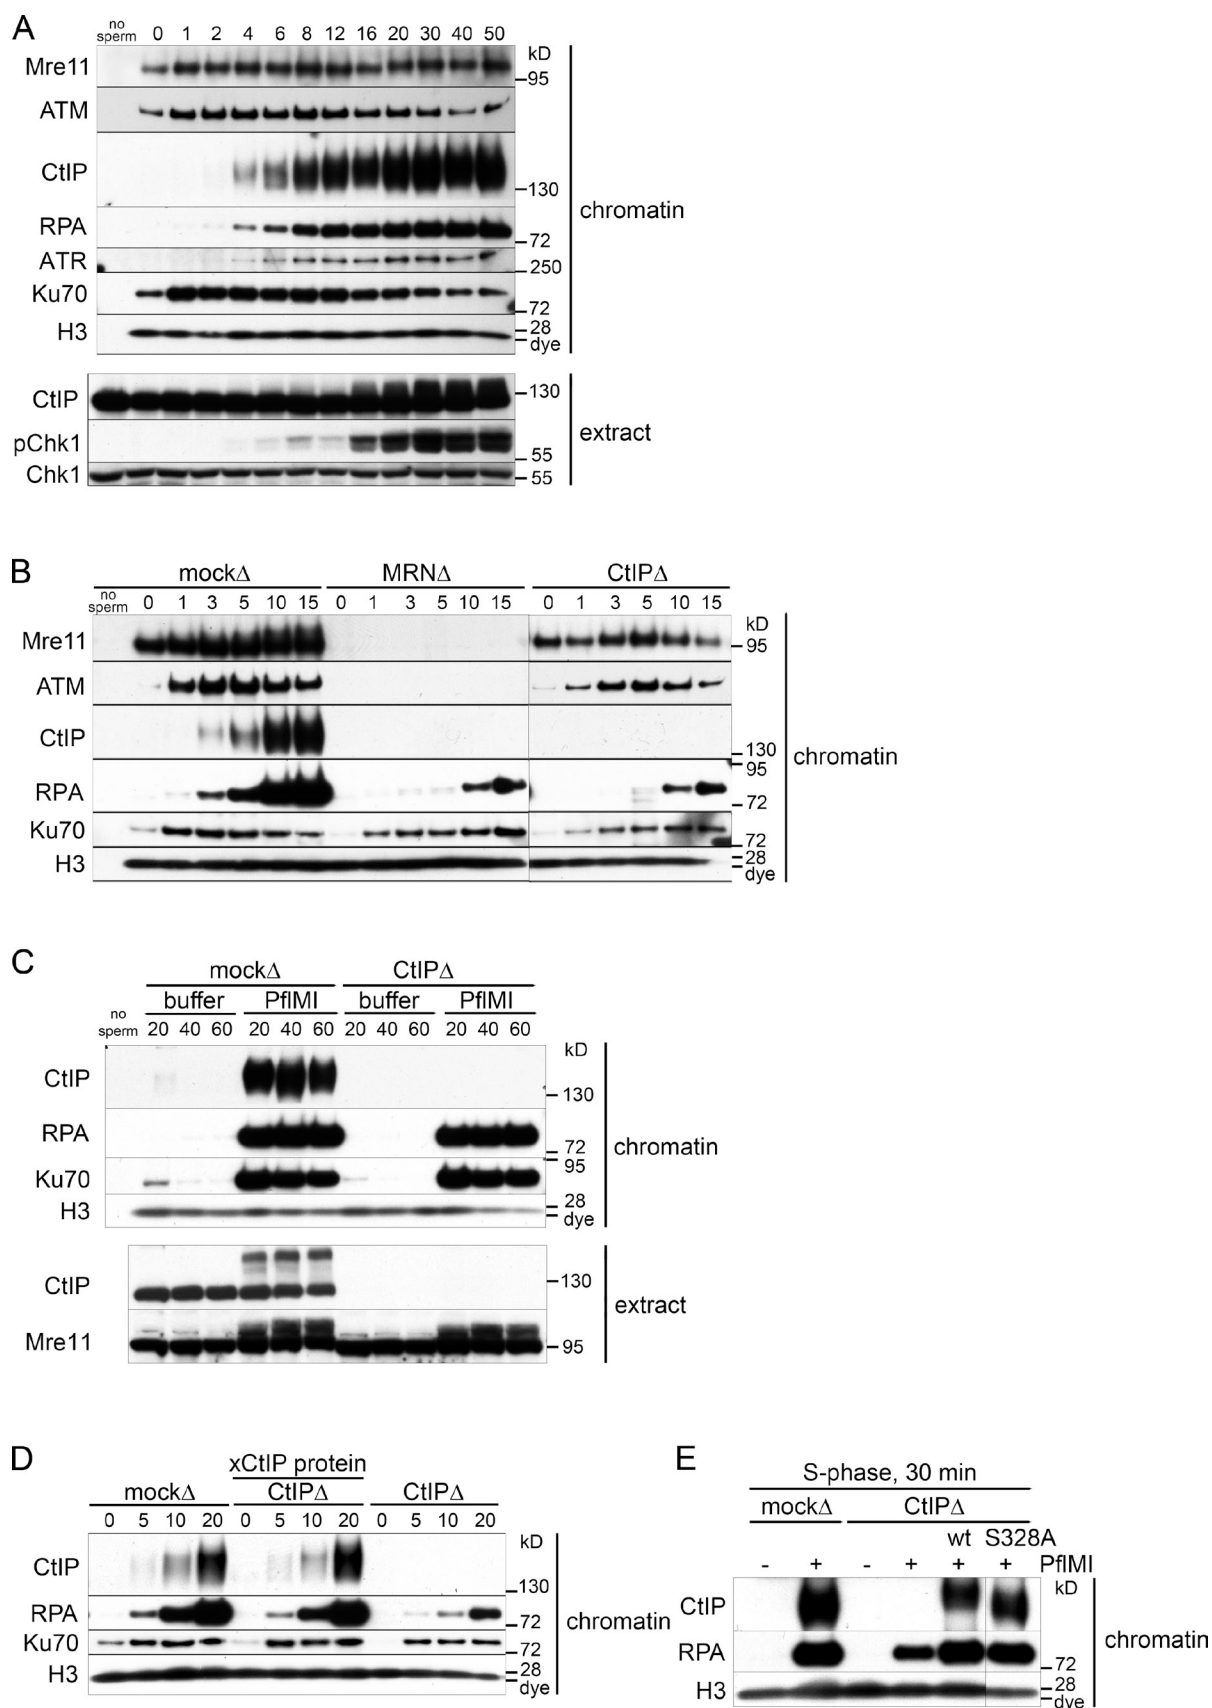 A
no
sperm 0 1 2 4 6 8 12 16 20 30 40 50
kD
Mre11
95
ATM
CtIP
130
chromatin
RPA
72
ATR
250
Ku70
72
H3
28
dye
CtIP
130
extract
pChk1
55
Chk1
55
B
mockΔ MRNΔ CtIPΔ
no
sperm 0 1 3 5 10 15 0 1 3 5 10 15 0 1 3 5 10 15
kD
Mre11
95
ATM
CtIP
130
chromatin
95
RPA
72
Ku70
72
H3
28
dye
C
mockΔ CtIPΔ
buffer PflMI buffer PflMI
no
sperm 20 40 60 20 40 60 20 40 60 20 40 60
kD
CtIP
130
RPA
72
chromatin
95
Ku70
28
H3
dye
CtIP
130
extract
Mre11
95
D
xCtIP protein
mockΔ CtIPΔ CtIPΔ
0 5 10 20 0 5 10 20 0 5 10 20
kD
CtIP
130
RPA
72
chromatin
Ku70
72
H3
28
dye
E
S-phase, 30 min
mockΔ CtIPΔ
wt S328A
- + - + + + PflMI
kD
CtIP
chromatin
RPA
72
H3
28
dye